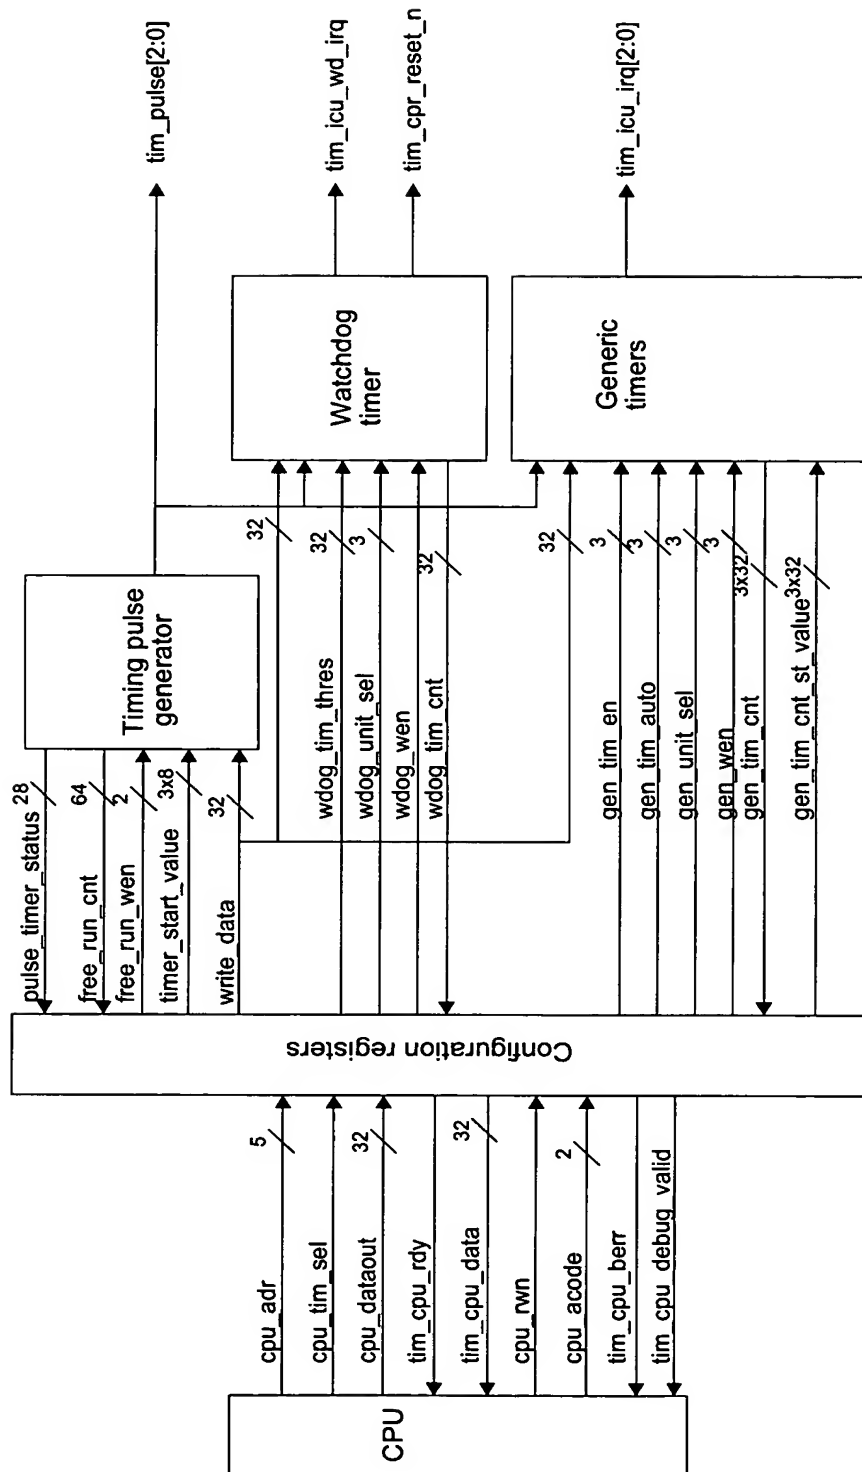 CPU
cpu_adr
5
cpu_tim_sel
cpu_dataout
32
tim_cpu_rdy
tim_cpu_data
32
cpu_rwn
cpu_acode
2
tim_cpu_berr
tim_cpu_debug_valid
Configuration registers
pulse_timer_status
28
free_run_cnt
64
free_run_wen
2
timer_start_value
3x8
write_data
32
Timing pulse
generator
tim_pulse[2:0]
32
wdog_tim_thres
32
wdog_unit_sel
3
wdog_wen
wdog_tim_cnt
32
Watchdog
timer
tim_icu_wd_irq
tim_cpr_reset_n
32
gen_tim_en
3
gen_tim_auto
3
gen_unit_sel
3
gen_wen
3
gen_tim_cnt
3x32
gen_tim_cnt_st_value
3x32
Generic
timers
tim_icu_irq[2:0]